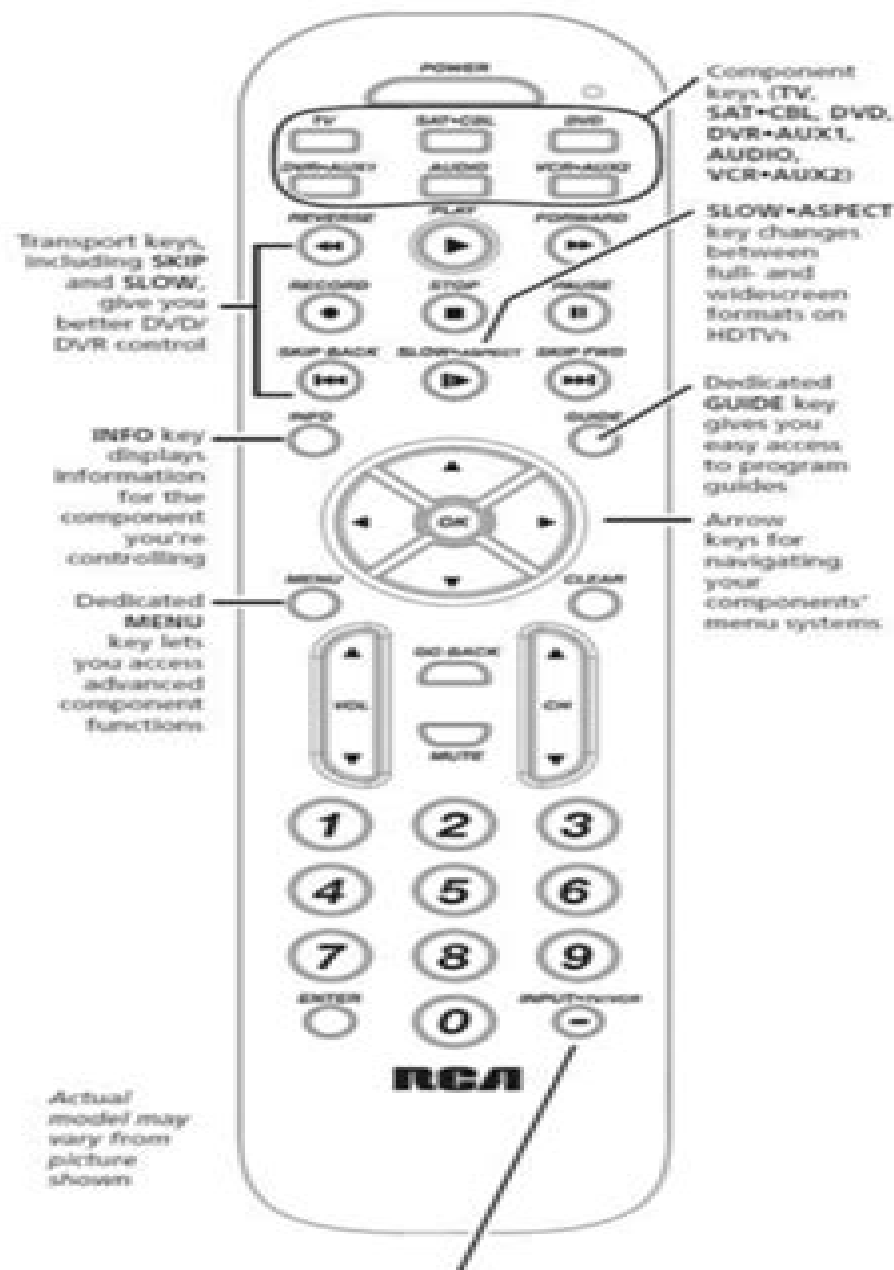 POWER
TV SAT•CBL DVD
DVR•AUX1 AUDIO VCR•AUX2
REVERSE PLAY FORWARD
RECORD STOP PAUSE
SKIP BACK SLOW•ASPECT SKIP FWD
INFO GUIDE
OK
MENU CLEAR
GO BACK
VOL CH
MUTE
1 2 3
4 5 6
7 8 9
ENTER 0 INPUT•TV/VCR
RCA
Transport keys,
including SKIP
and SLOW,
give you
better DVD/
DVR control
INFO key
displays
information
for the
component
you're
controlling
Dedicated
MENU
key lets
you access
advanced
component
functions
Actual
model may
vary from
picture
shown
Component
keys (TV,
SAT•CBL, DVD,
DVR•AUX1,
AUDIO,
VCR•AUX2)
SLOW•ASPECT
key changes
between
full- and
widescreen
formats on
HDTVs
Dedicated
GUIDE key
gives you
easy access
to program
guides
Arrow
keys for
navigating
your
components'
menu systems